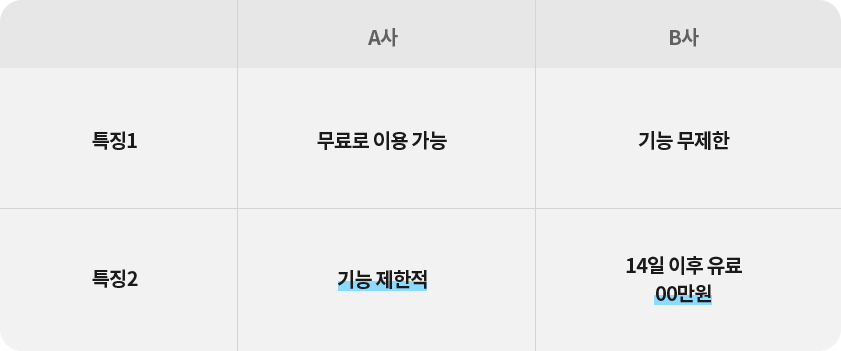 A사
B사
특징1
무료로 이용 가능
기능 무제한
특징2
기능 제한적
14일 이후 유료
00만원